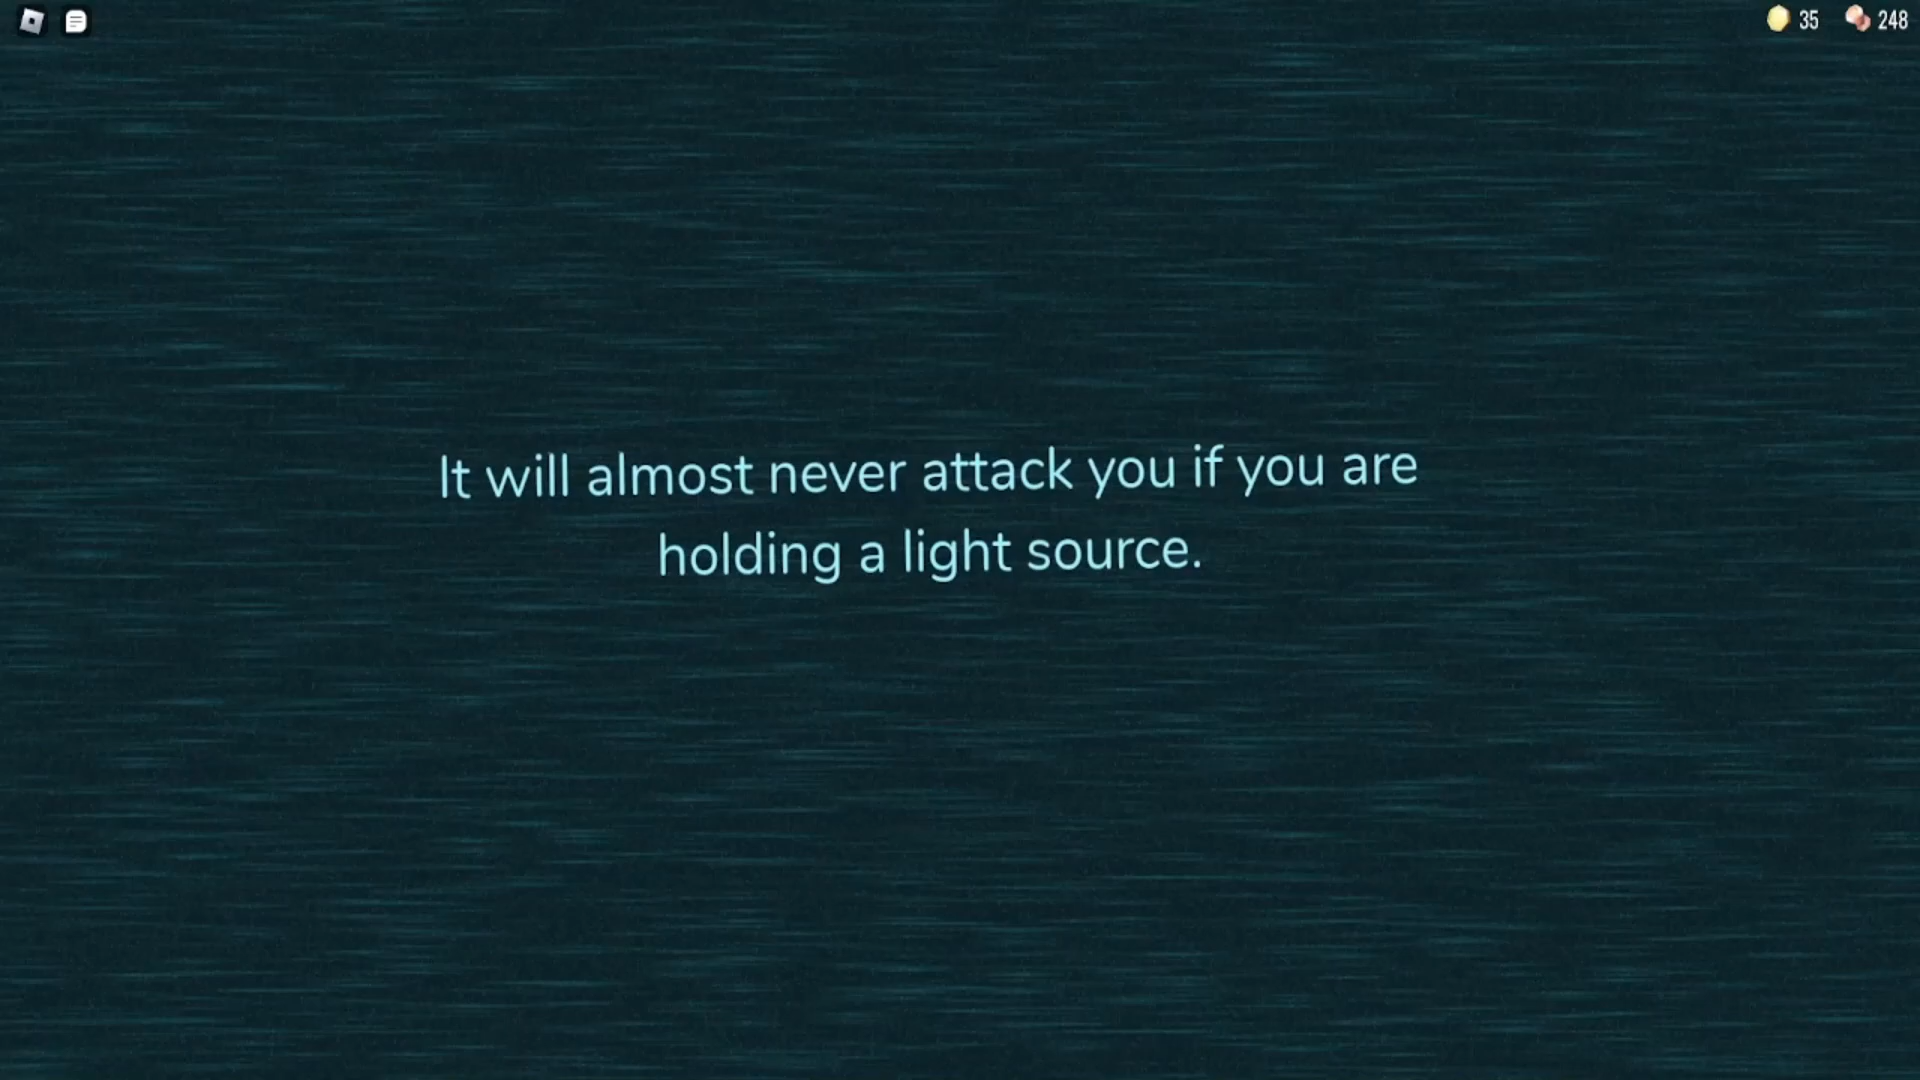 35 248
It will almost never attack you if you are
holding a light source.